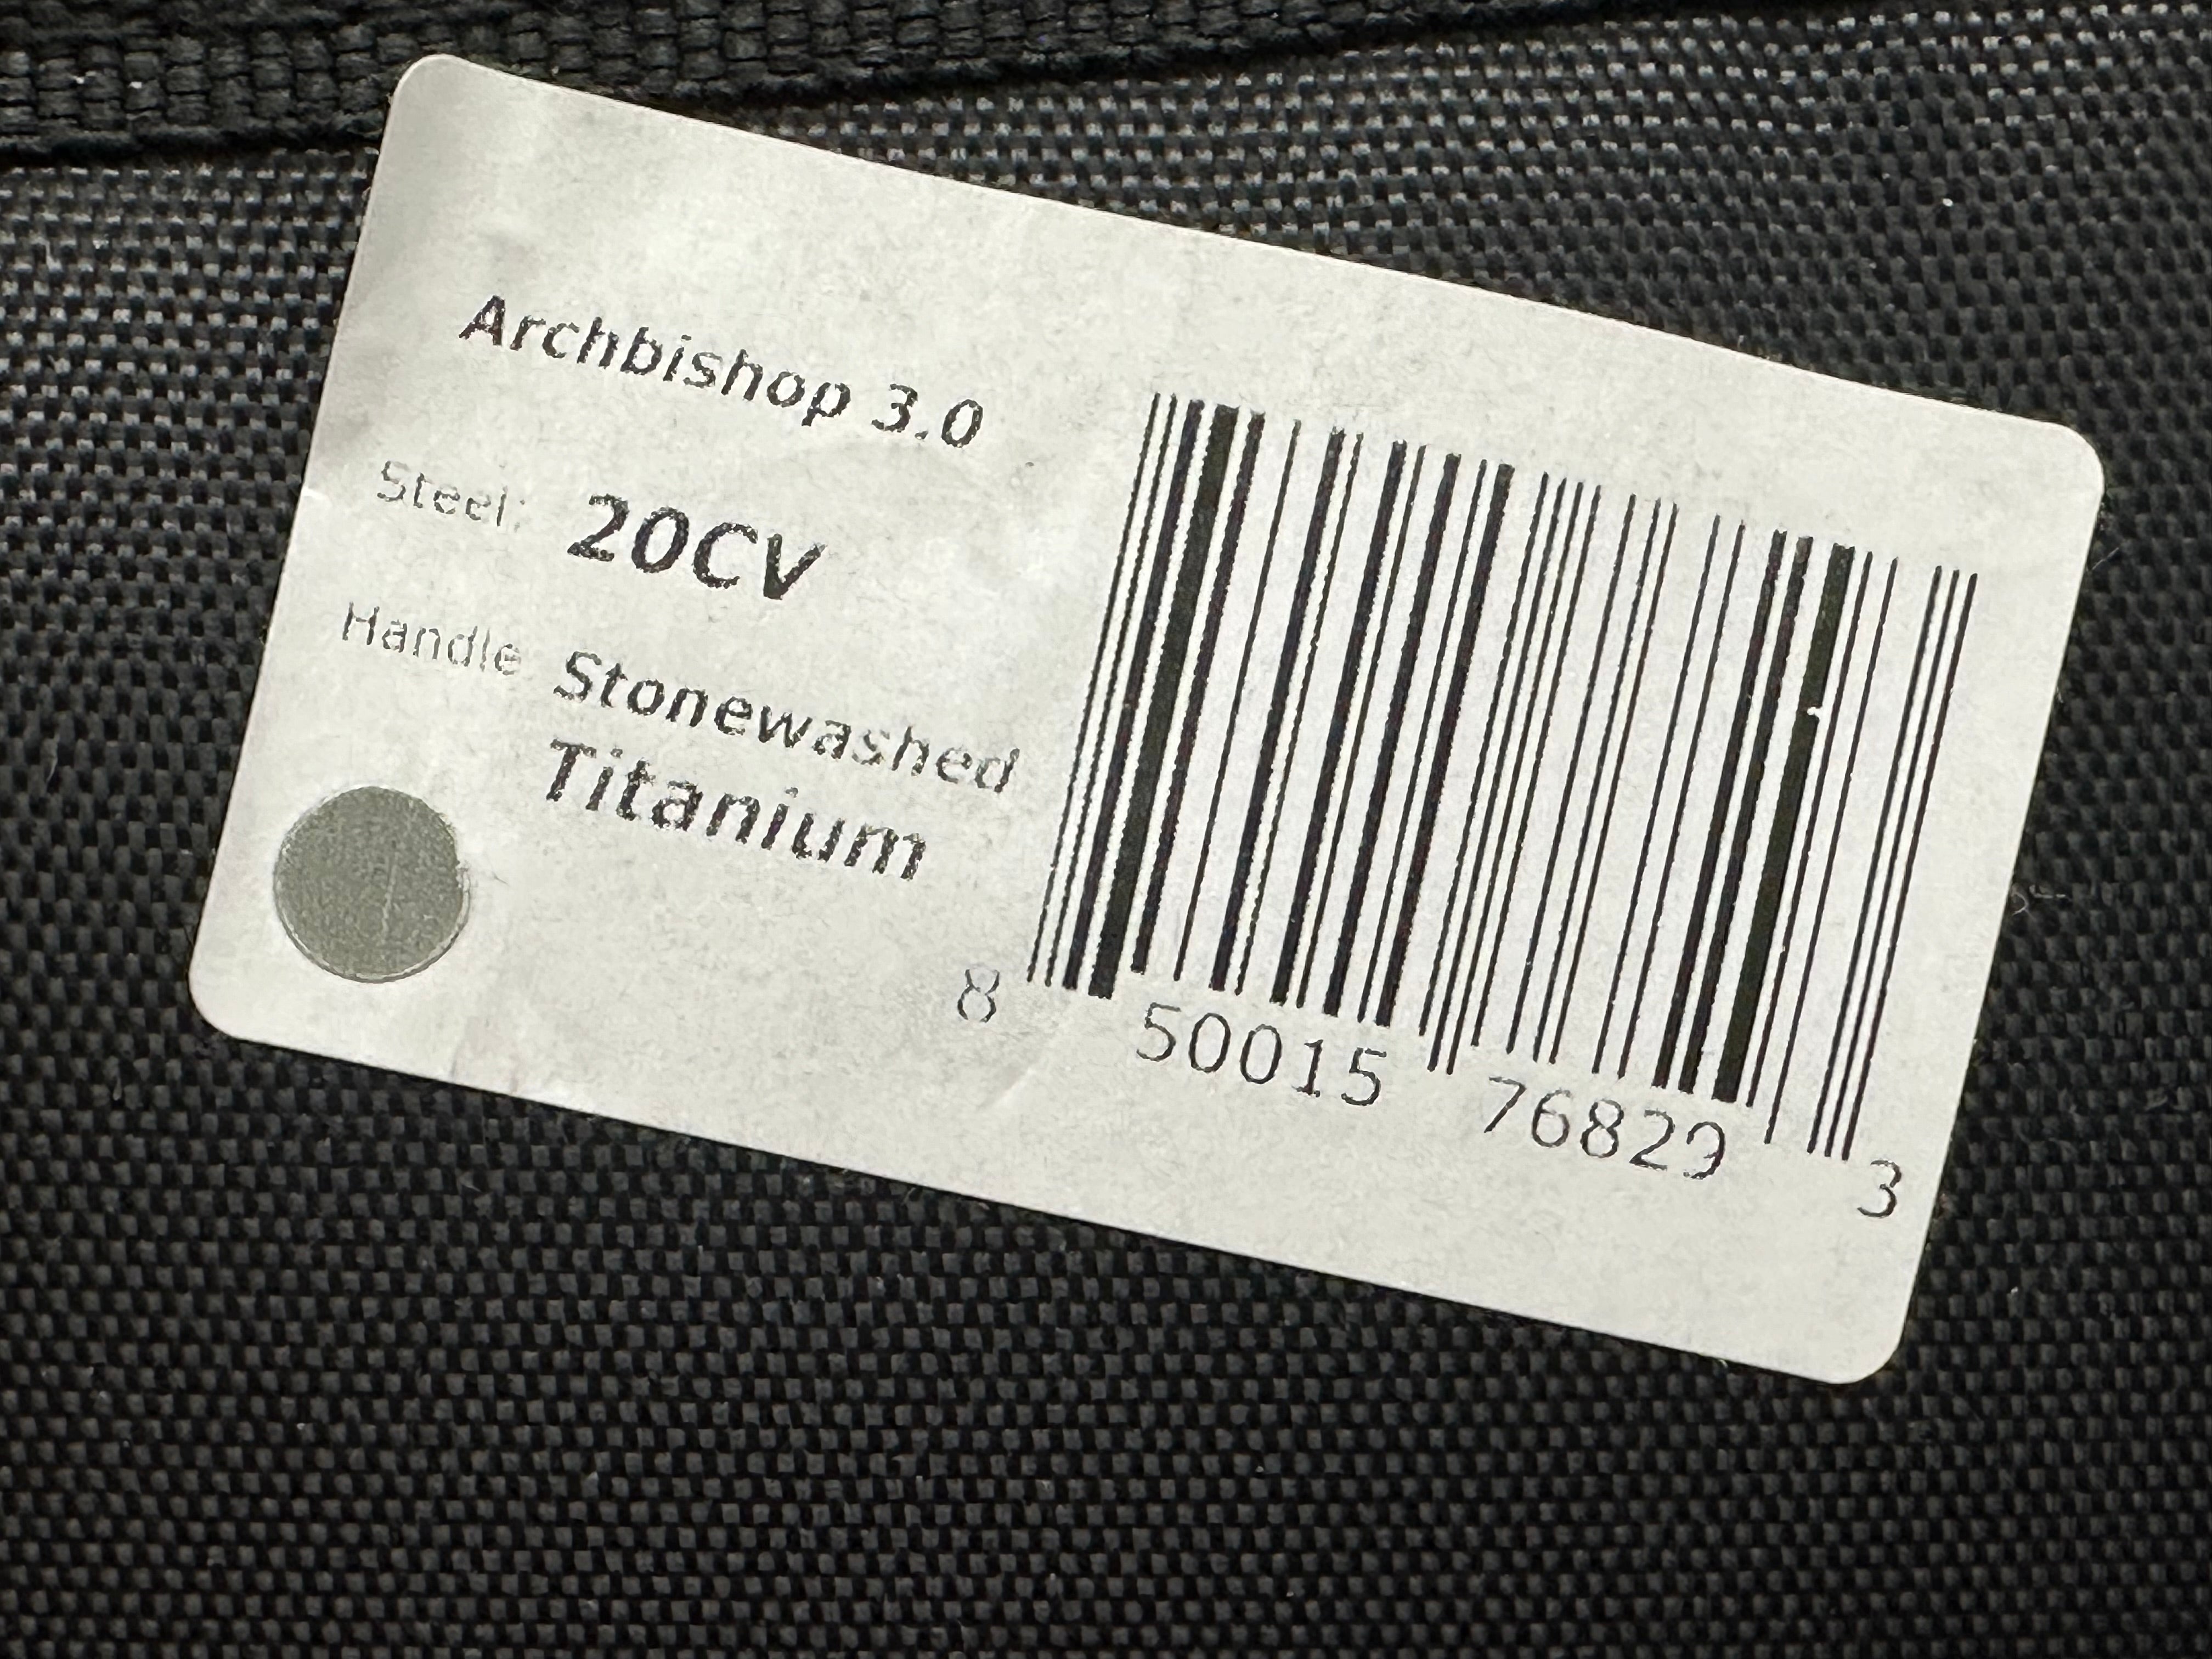 Archbishop 3.0
Steel: 20CV
Handle Stonewashed
Titanium
8 50015 76829 3